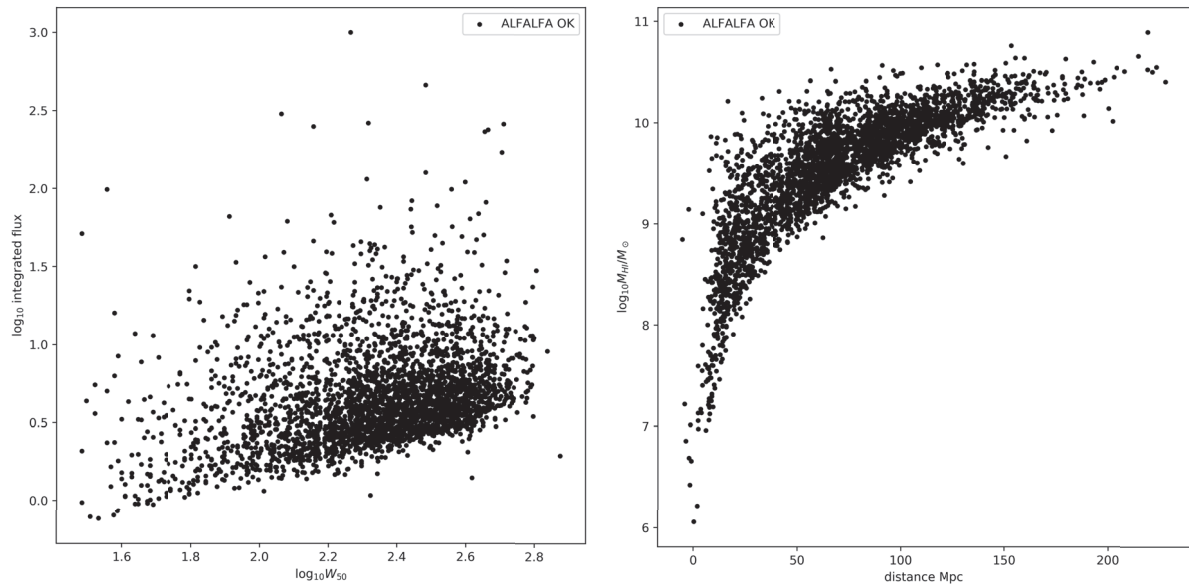 ALFALFA OK
3.0
2.5
2.0
1.5
1.0
0.5
0.0
log₁₀ integrated flux
1.6 1.8 2.0 2.2 2.4 2.6 2.8
log₁₀W₅₀
ALFALFA OK
11
10
9
8
7
6
log₁₀M_HI/M_⊙
0 50 100 150 200
distance Mpc